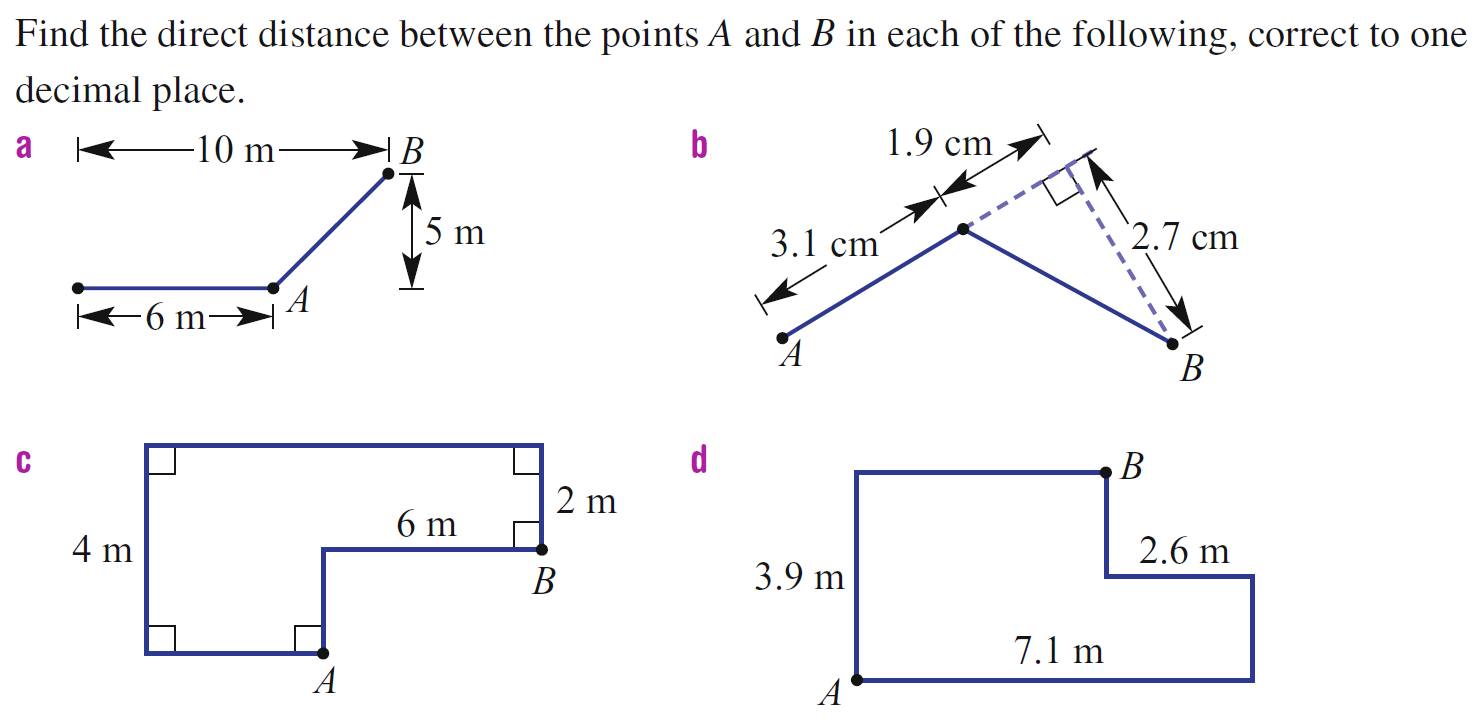 Find the direct distance between the points A and B in each of the following, correct to one
decimal place.
a
10 m
B
5 m
6 m
A
b
1.9 cm
3.1 cm
2.7 cm
A
B
c
2 m
6 m
4 m
B
A
d
B
2.6 m
3.9 m
7.1 m
A